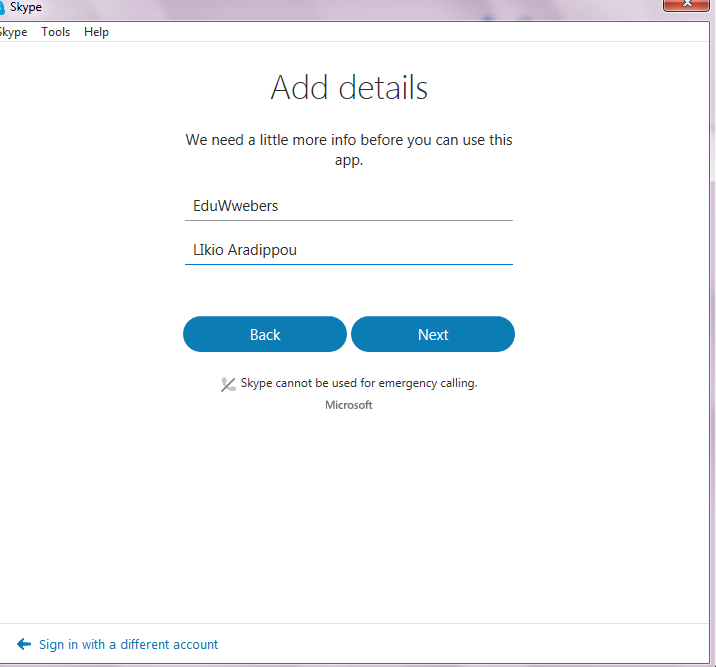 Skype
Skype Tools Help
Add details
We need a little more info before you can use this
app.
EduWwebers
LIkio Aradippou
Back Next
Skype cannot be used for emergency calling.
Microsoft
Sign in with a different account